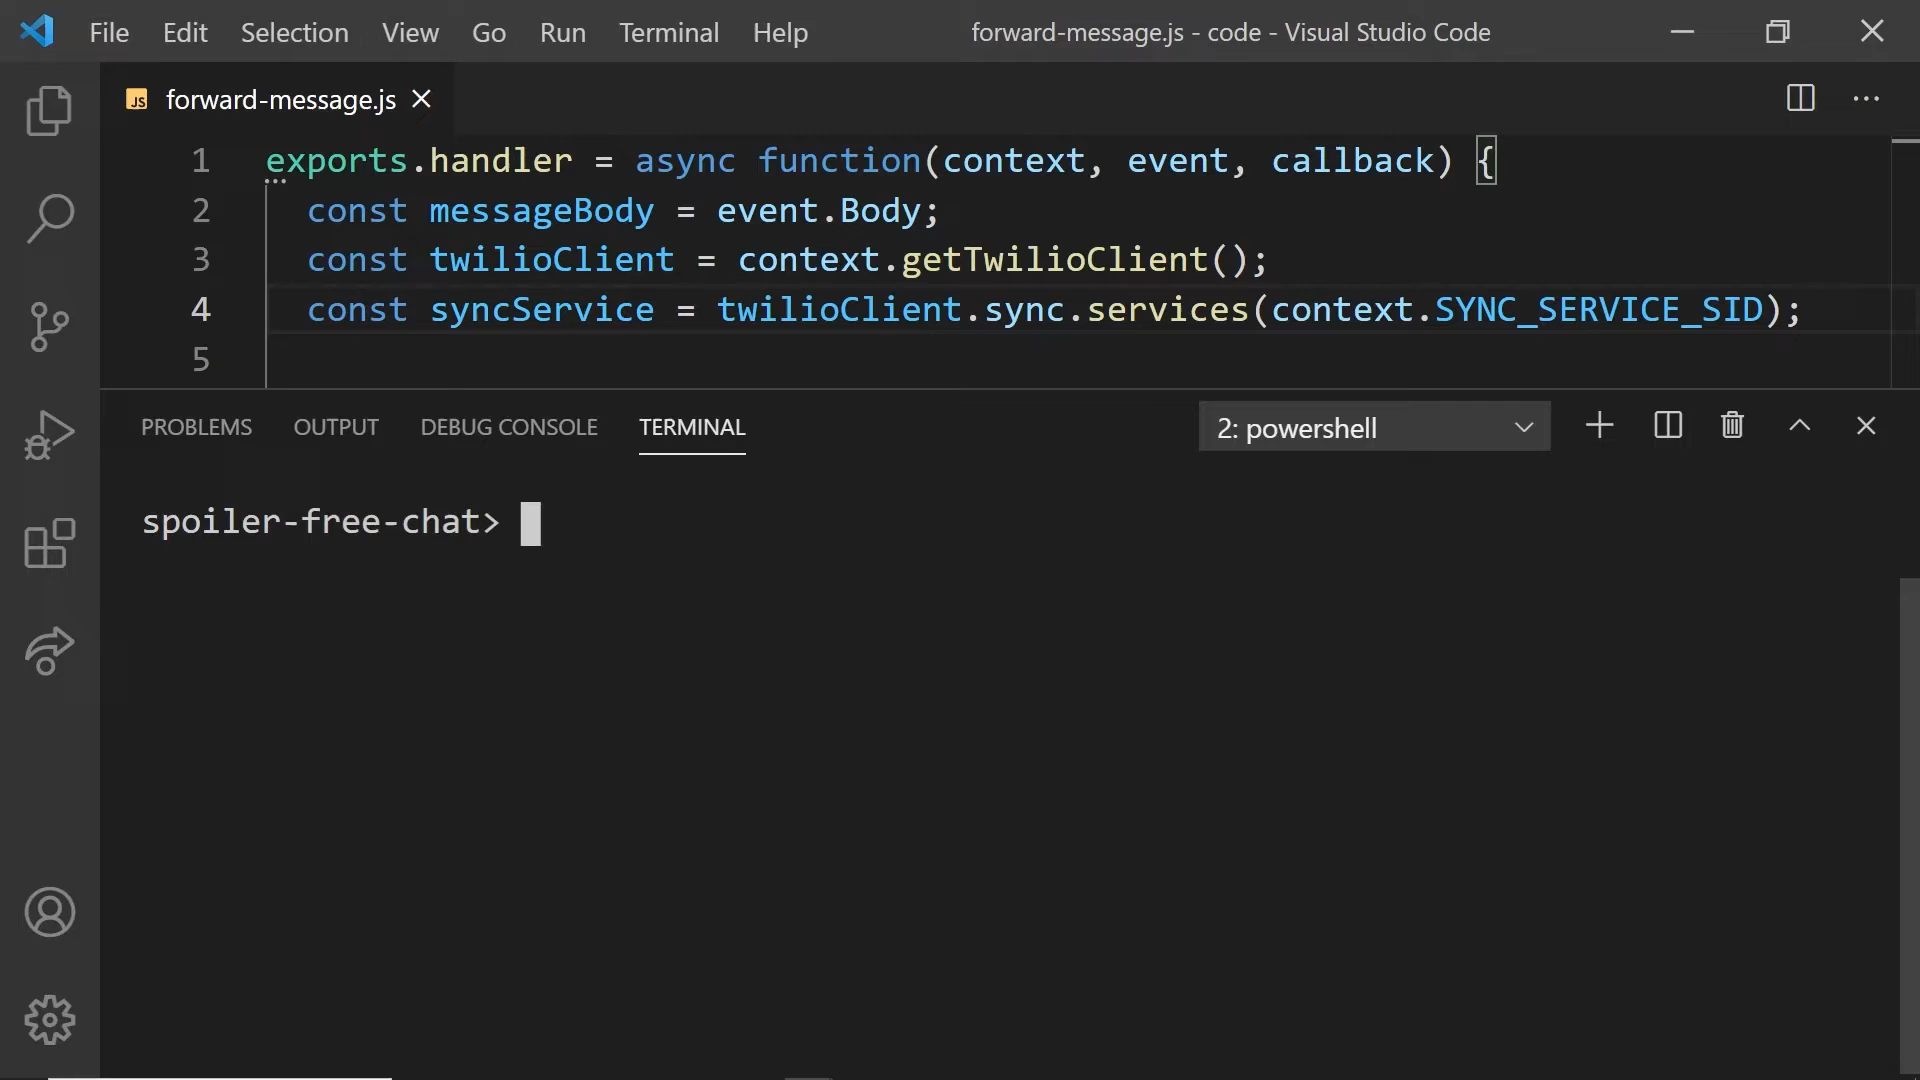 File Edit Selection View Go Run Terminal Help forward-message.js - code - Visual Studio Code
JS forward-message.js
1 exports.handler = async function(context, event, callback) {
2 const messageBody = event.Body;
3 const twilioClient = context.getTwilioClient();
4 const syncService = twilioClient.sync.services(context.SYNC_SERVICE_SID);
5
PROBLEMS OUTPUT DEBUG CONSOLE TERMINAL 2: powershell
spoiler-free-chat>